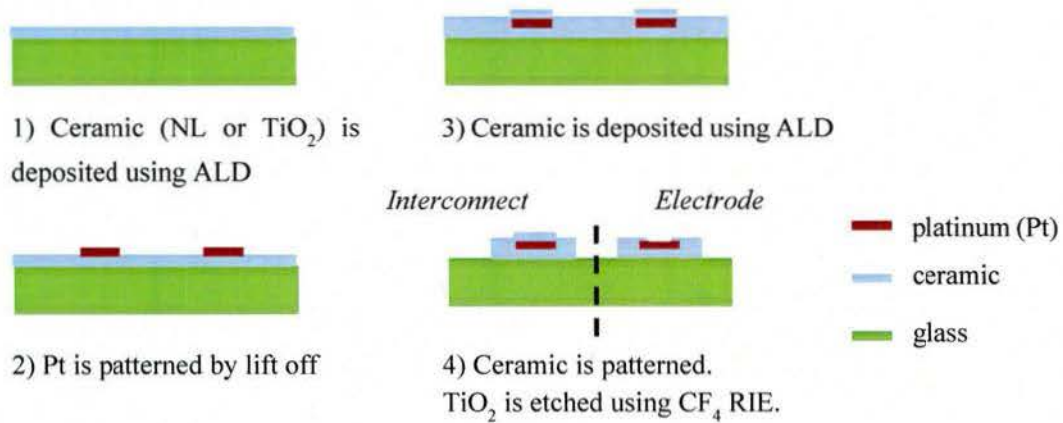 1) Ceramic (NL or TiO2) is
deposited using ALD
2) Pt is patterned by lift off
3) Ceramic is deposited using ALD
Interconnect
Electrode
4) Ceramic is patterned.
TiO2 is etched using CF4 RIE.
platinum (Pt)
ceramic
glass